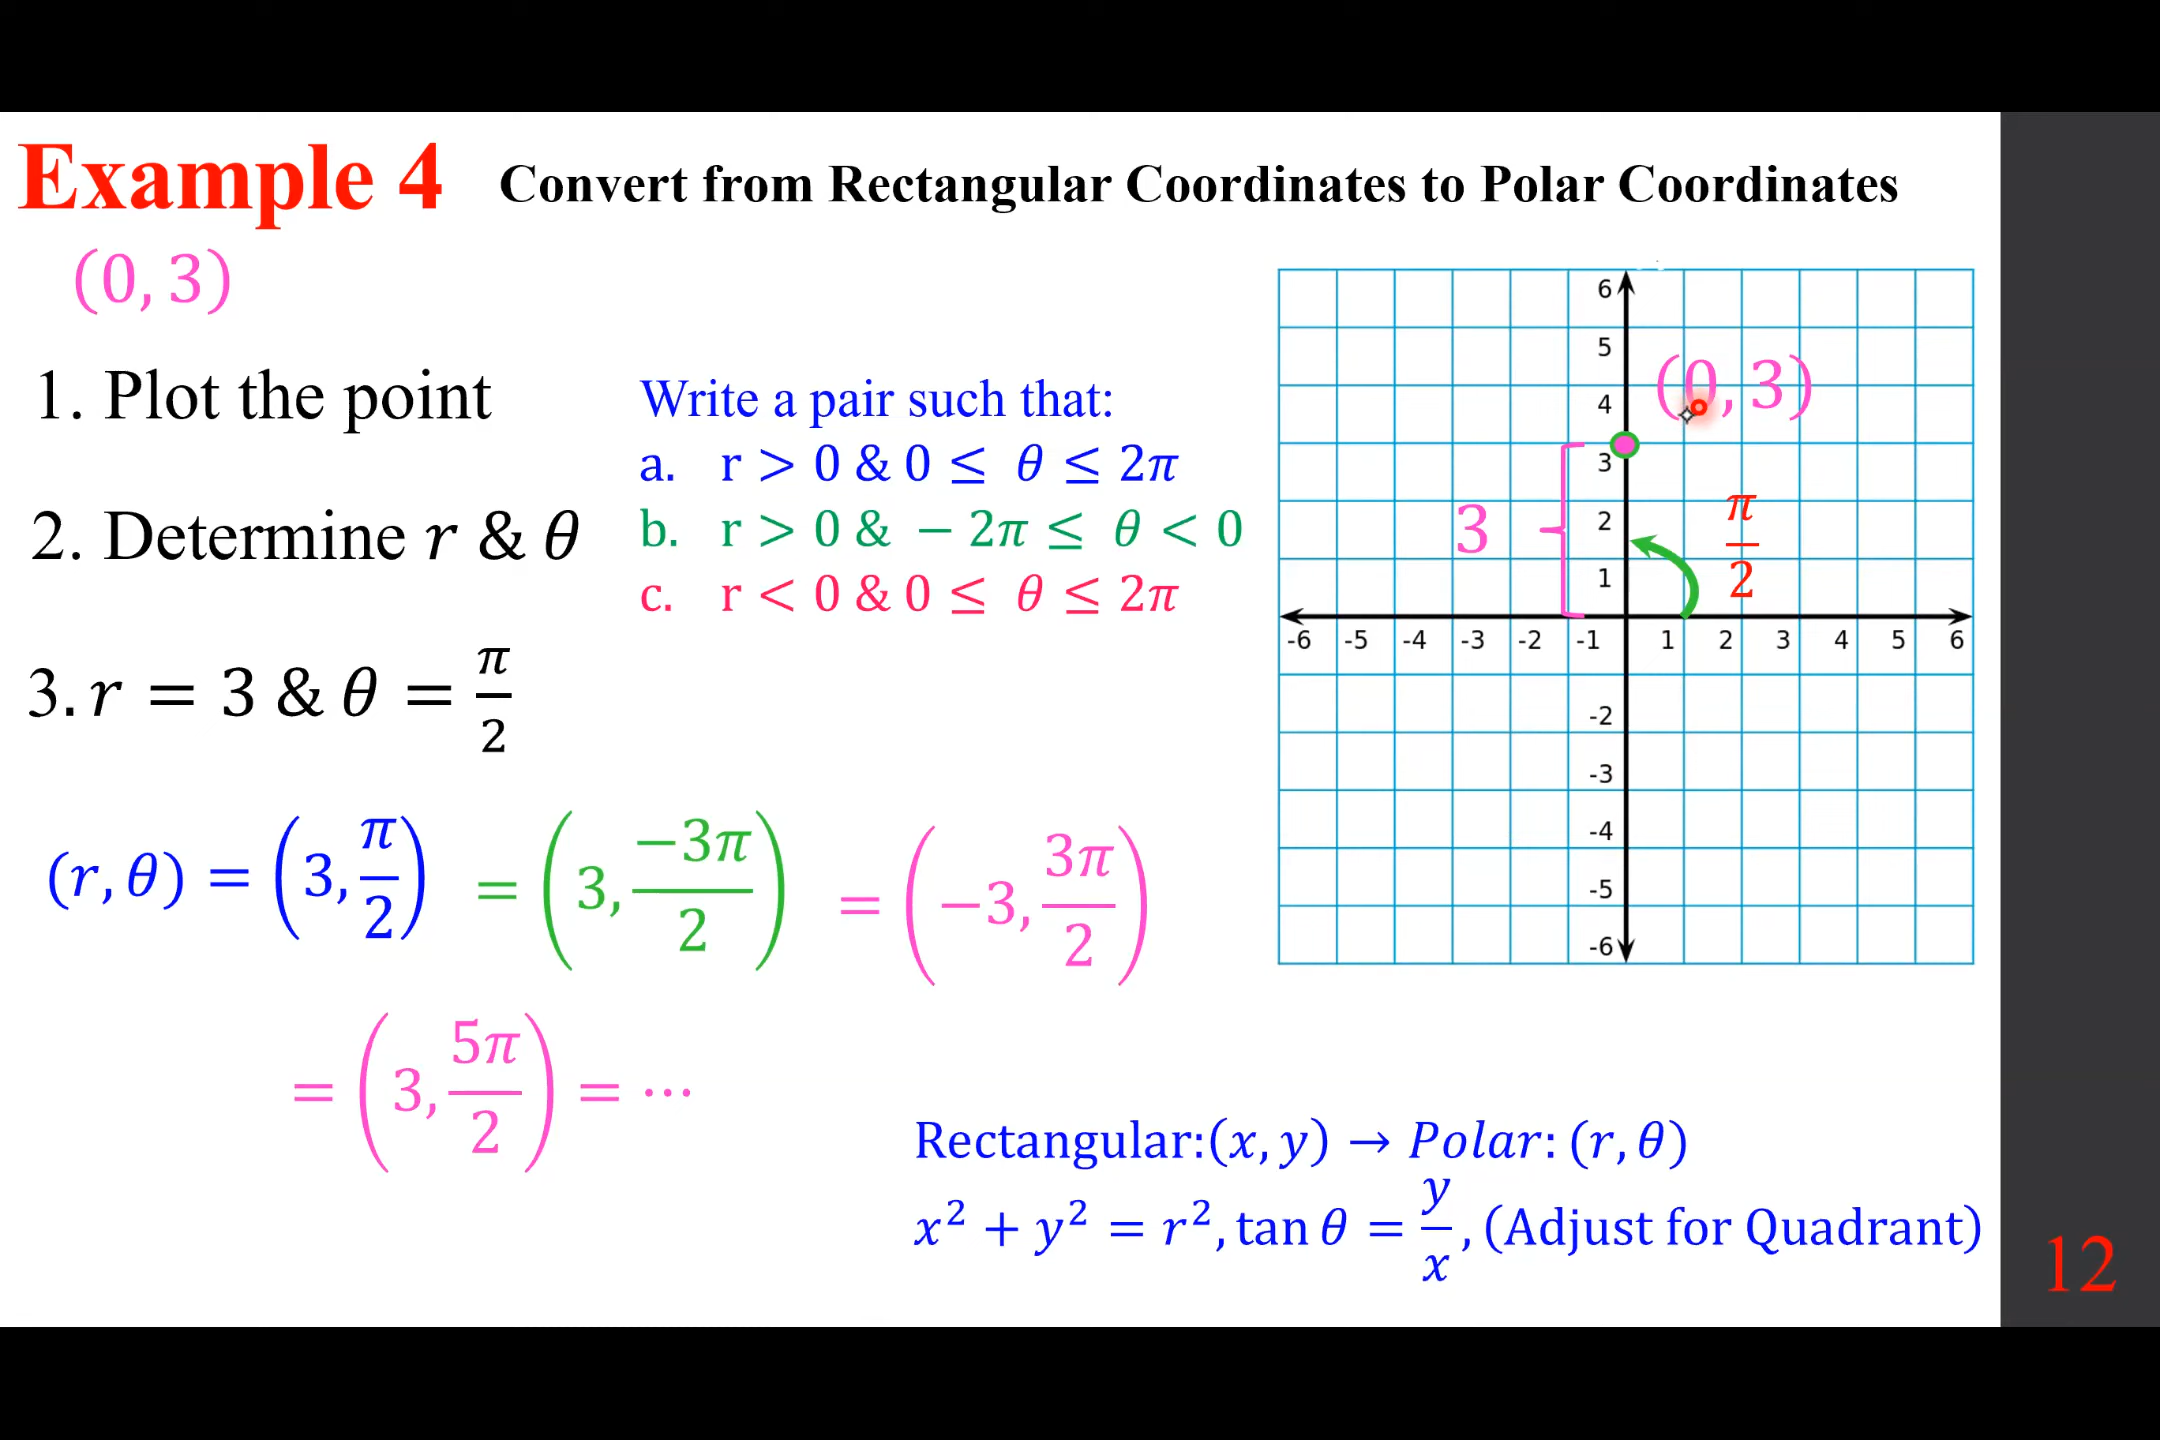 Example 4 Convert from Rectangular Coordinates to Polar Coordinates
(0, 3)
1. Plot the point
2. Determine r & θ
3. r = 3 & θ = π/2
Write a pair such that:
a. r > 0 & 0 ≤ θ ≤ 2π
b. r > 0 & − 2π ≤ θ < 0
c. r < 0 & 0 ≤ θ ≤ 2π
(r, θ) = (3, π/2) = (3, −3π/2) = (−3, 3π/2)
= (3, 5π/2) = ⋯
6
5
4
3
2
1
(0, 3)
3
π/2
-6 -5 -4 -3 -2 -1 1 2 3 4 5 6
-2
-3
-4
-5
-6
Rectangular:(x, y) → Polar: (r, θ)
x² + y² = r², tan θ = y/x, (Adjust for Quadrant)
12